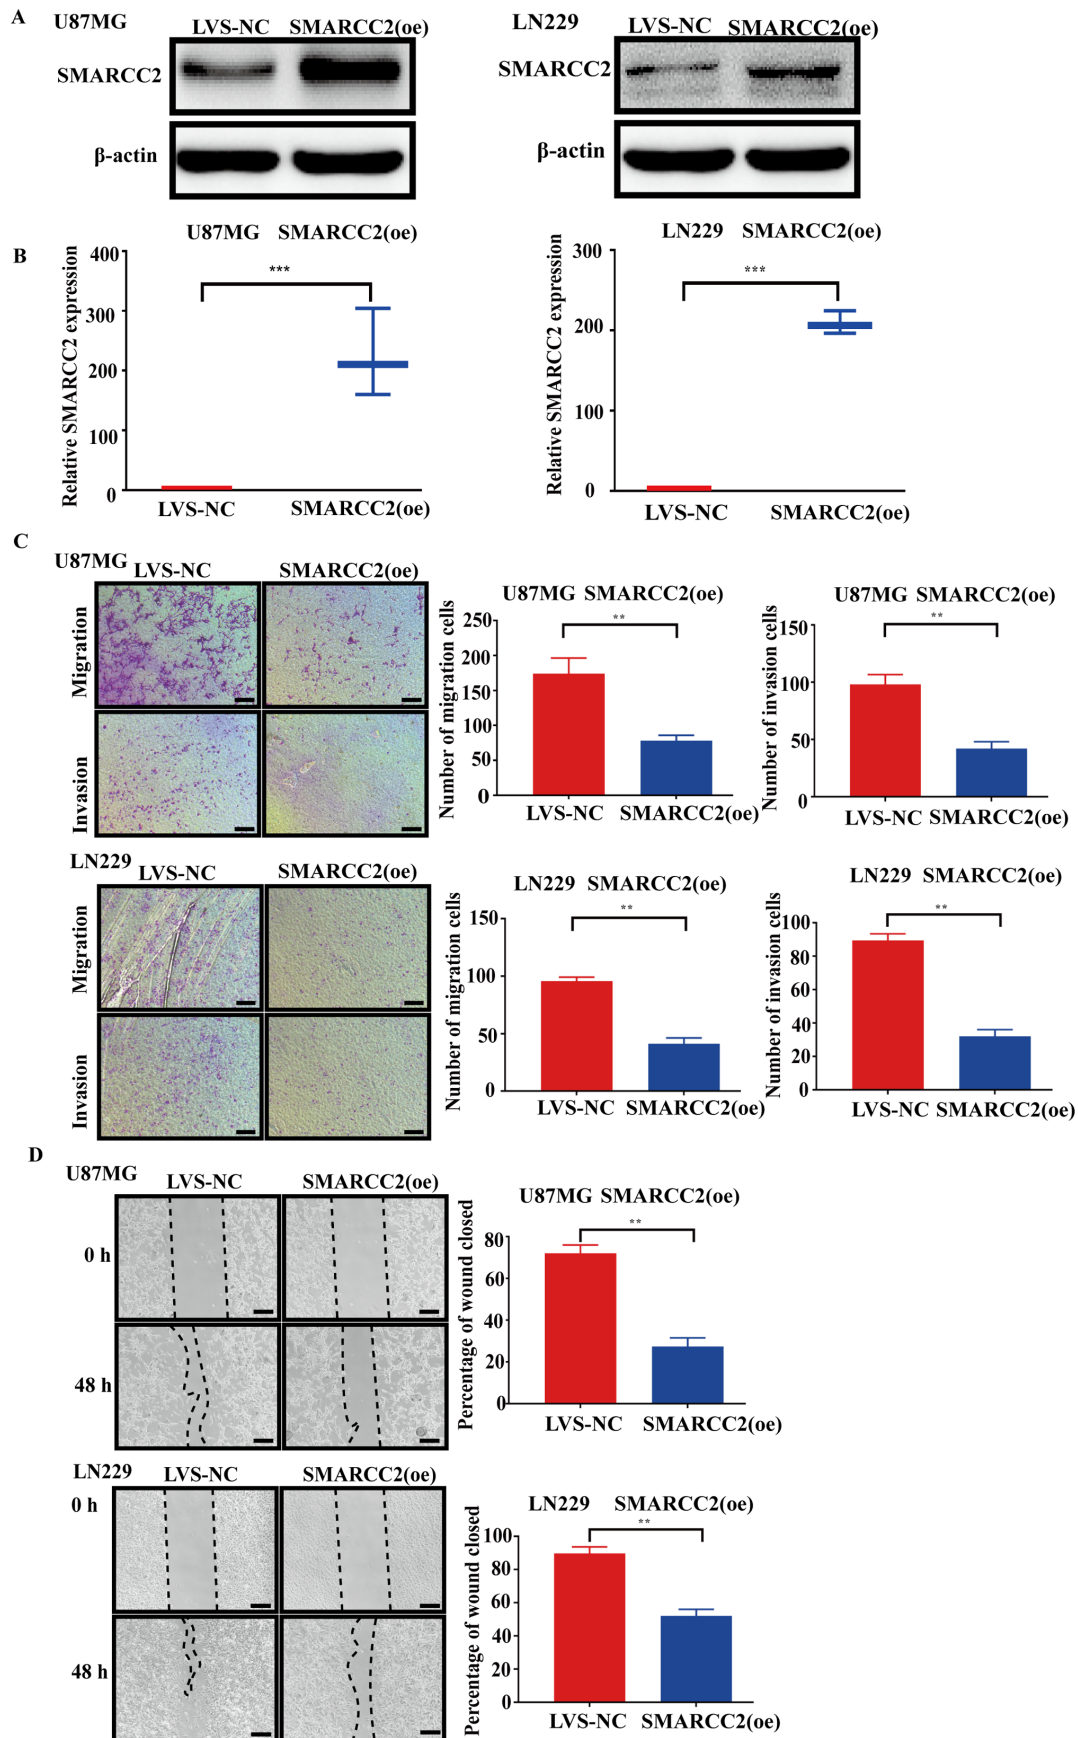 A
U87MG
LVS-NC SMARCC2(oe)
SMARCC2
β-actin
LN229
LVS-NC SMARCC2(oe)
SMARCC2
β-actin
B
U87MG SMARCC2(oe)
400
300
200
100
0
Relative SMARCC2 expression
***
LVS-NC SMARCC2(oe)
LN229 SMARCC2(oe)
300
200
100
0
Relative SMARCC2 expression
***
LVS-NC SMARCC2(oe)
C
U87MG
LVS-NC SMARCC2(oe)
Migration
Invasion
U87MG SMARCC2(oe)
Number of migration cells
250
200
150
100
50
0
**
LVS-NC SMARCC2(oe)
U87MG SMARCC2(oe)
Number of invasion cells
150
100
50
0
**
LVS-NC SMARCC2(oe)
LN229
LVS-NC SMARCC2(oe)
Migration
Invasion
LN229 SMARCC2(oe)
Number of migration cells
150
100
50
0
**
LVS-NC SMARCC2(oe)
LN229 SMARCC2(oe)
Number of invasion cells
100
80
60
40
20
0
**
LVS-NC SMARCC2(oe)
D
U87MG
LVS-NC SMARCC2(oe)
0 h
48 h
U87MG SMARCC2(oe)
Percentage of wound closed
80
60
40
20
0
**
LVS-NC SMARCC2(oe)
LN229
LVS-NC SMARCC2(oe)
0 h
48 h
LN229 SMARCC2(oe)
Percentage of wound closed
100
80
60
40
20
0
**
LVS-NC SMARCC2(oe)